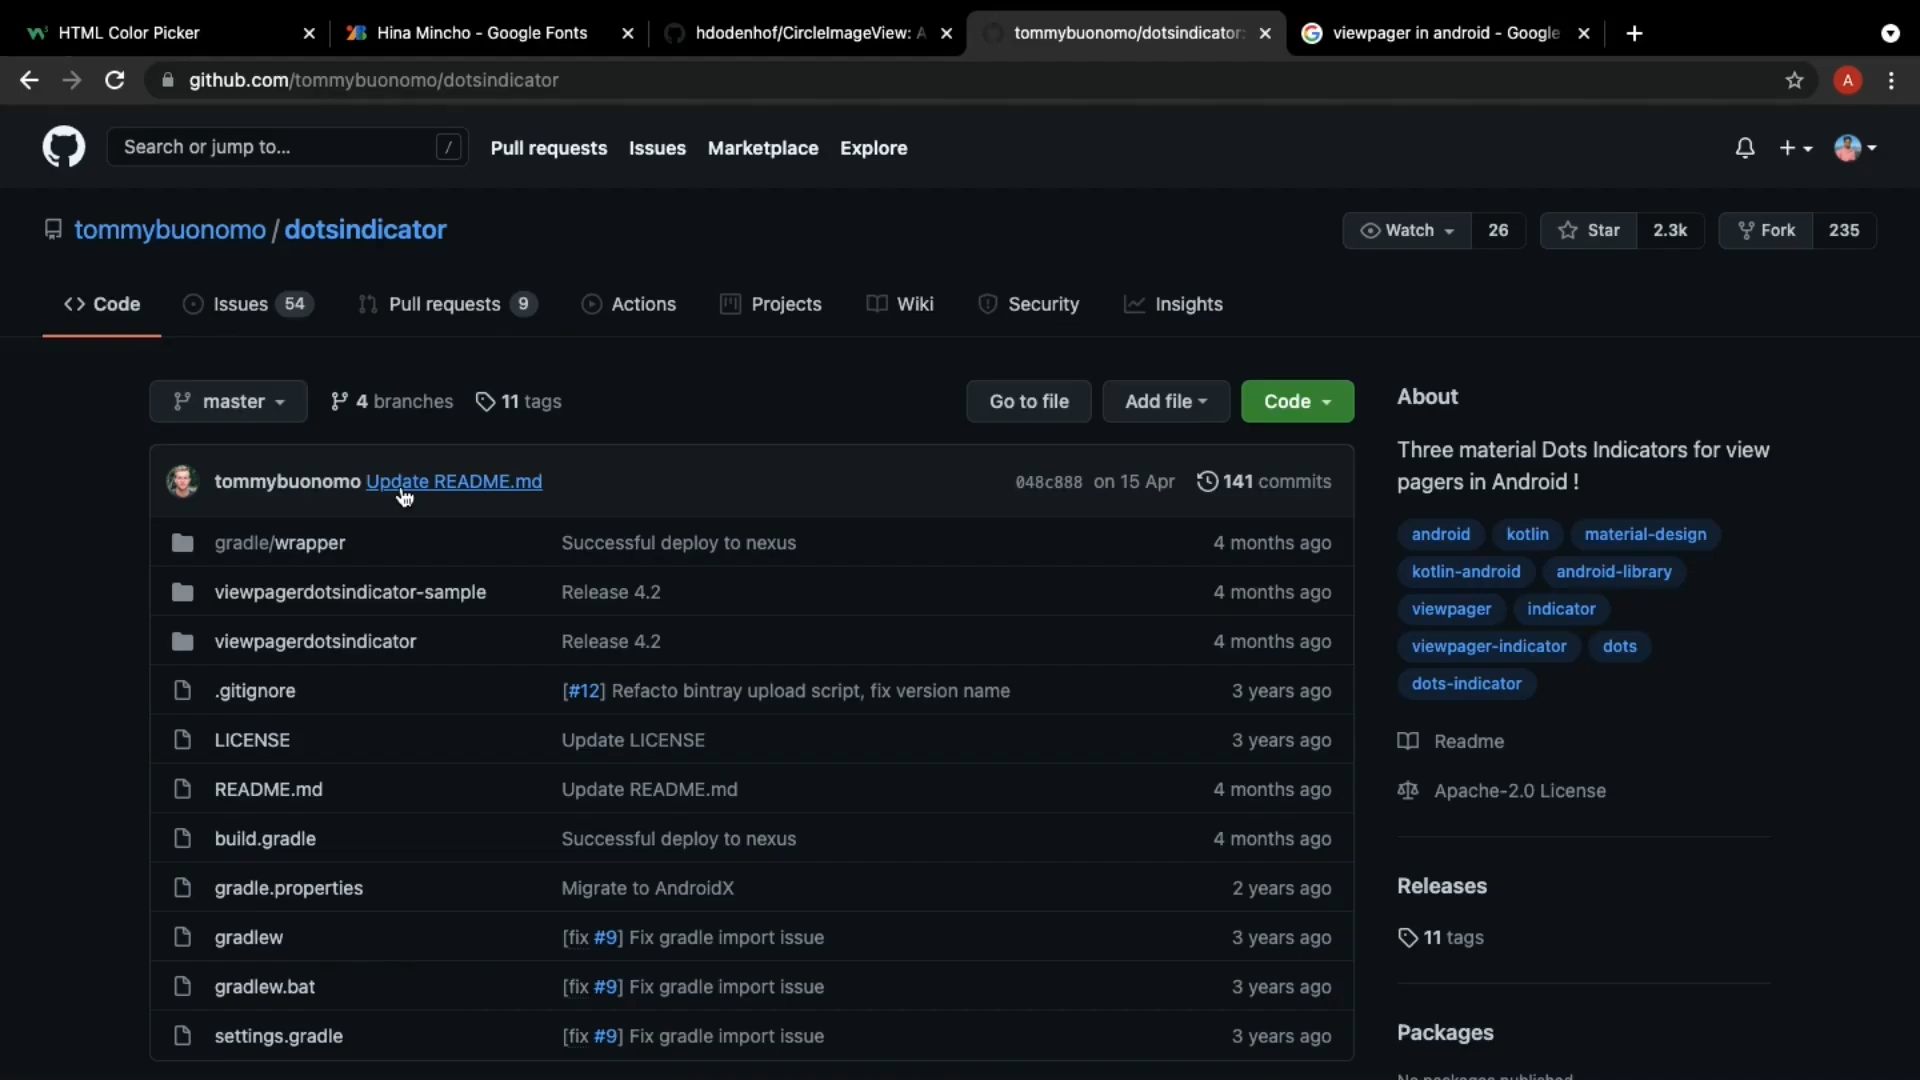 HTML Color Picker
Hina Mincho - Google Fonts
hdodenhof/CircleImageView: A
tommybuonomo/dotsindicator:
viewpager in android - Google
github.com/tommybuonomo/dotsindicator
A
Search or jump to...
/
Pull requests
Issues
Marketplace
Explore
tommybuonomo / dotsindicator
Watch 26
Star 2.3k
Fork 235
Code
Issues 54
Pull requests 9
Actions
Projects
Wiki
Security
Insights
master
4 branches
11 tags
Go to file
Add file
Code
tommybuonomo Update README.md 048c888 on 15 Apr 141 commits
gradle/wrapper Successful deploy to nexus 4 months ago
viewpagerdotsindicator-sample Release 4.2 4 months ago
viewpagerdotsindicator Release 4.2 4 months ago
.gitignore [#12] Refacto bintray upload script, fix version name 3 years ago
LICENSE Update LICENSE 3 years ago
README.md Update README.md 4 months ago
build.gradle Successful deploy to nexus 4 months ago
gradle.properties Migrate to AndroidX 2 years ago
gradlew [fix #9] Fix gradle import issue 3 years ago
gradlew.bat [fix #9] Fix gradle import issue 3 years ago
settings.gradle [fix #9] Fix gradle import issue 3 years ago
About
Three material Dots Indicators for view
pagers in Android !
android kotlin material-design
kotlin-android android-library
viewpager indicator
viewpager-indicator dots
dots-indicator
Readme
Apache-2.0 License
Releases
11 tags
Packages
No packages published